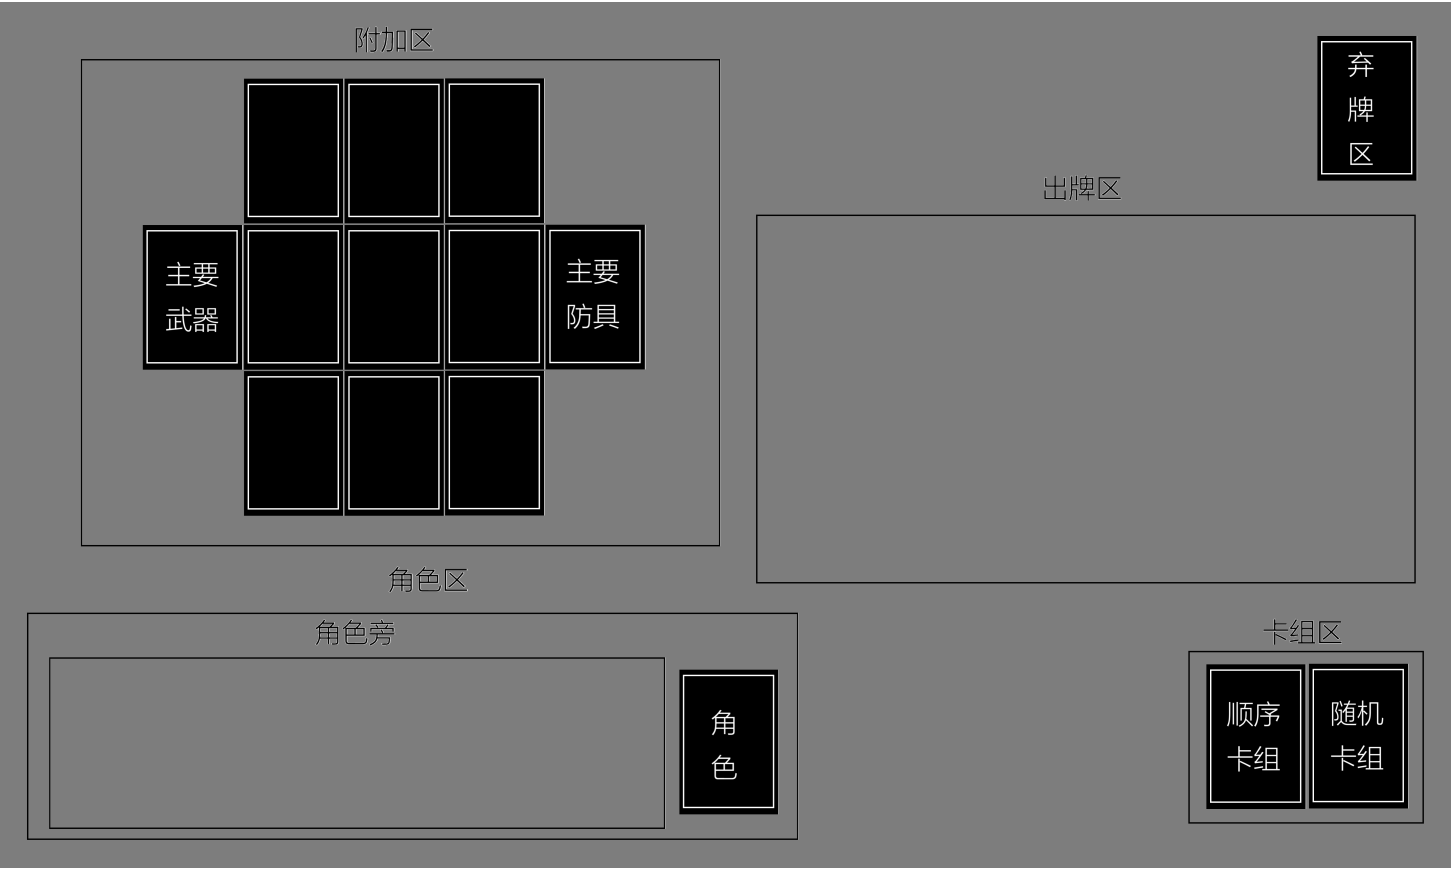 附加区
弃
牌
区
出牌区
主要
武器
主要
防具
角色区
角色旁
角
色
卡组区
顺序
卡组
随机
卡组